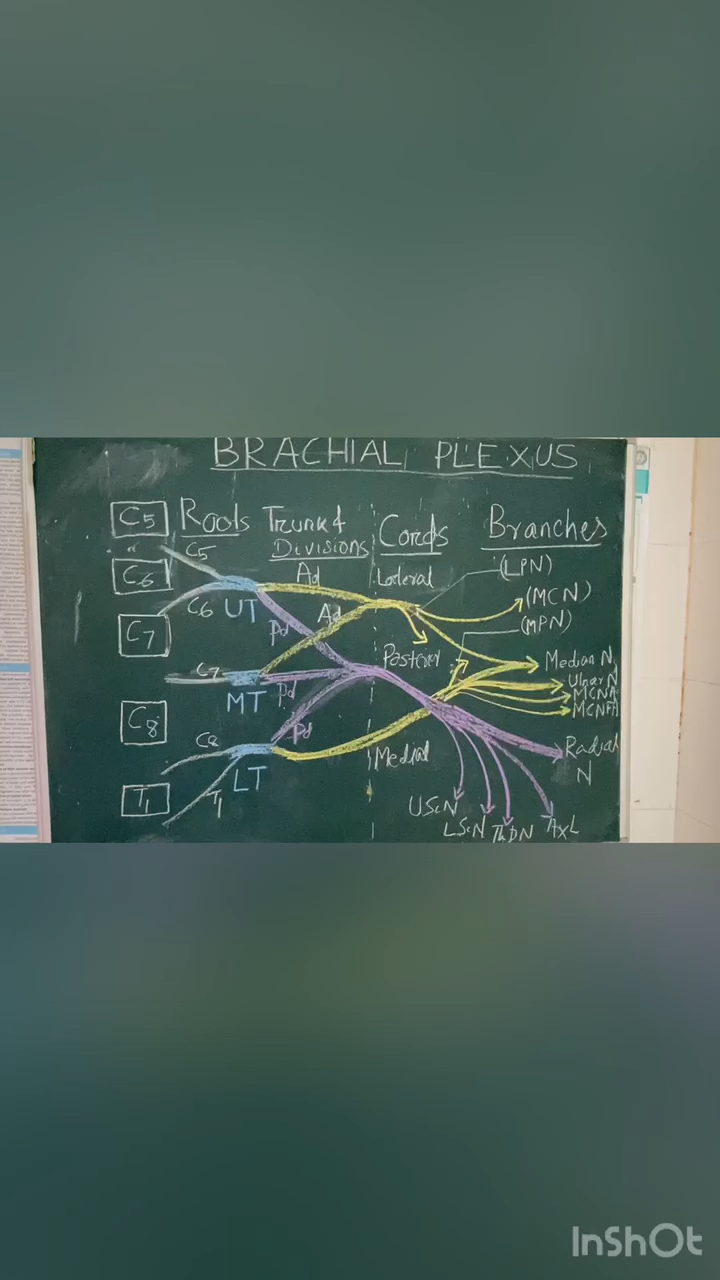 BRACHIAL PLEXUS
C5 Roots Trunk & Divisions Cords Branches
C5
Ad
Lateral
(LPN)
C6
C6
UT
Ad
(MCN)
(MPN)
C7
Pd
Posterior
Median N
C7
MT
Pd
Ulnar N
MCNA
MCNFA
C8
Pd
C8
LT
Medial
Radial N
T1
T1
USCN
LSCN
ThDN
AXL
InShOt